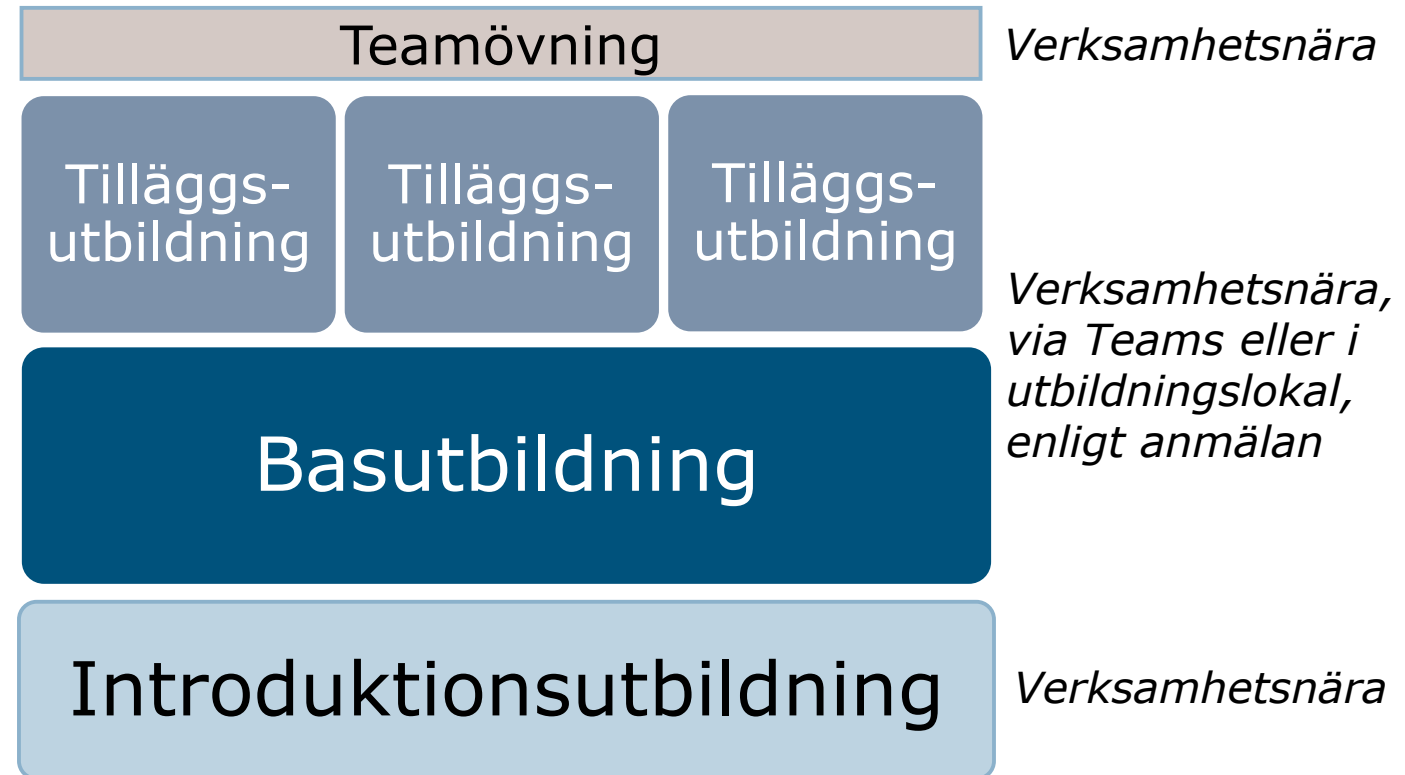 Teamövning
Verksamhetsnära
Tilläggs-
utbildning
Tilläggs-
utbildning
Tilläggs-
utbildning
Verksamhetsnära,
via Teams eller i
utbildningslokal,
enligt anmälan
Basutbildning
Introduktionsutbildning
Verksamhetsnära